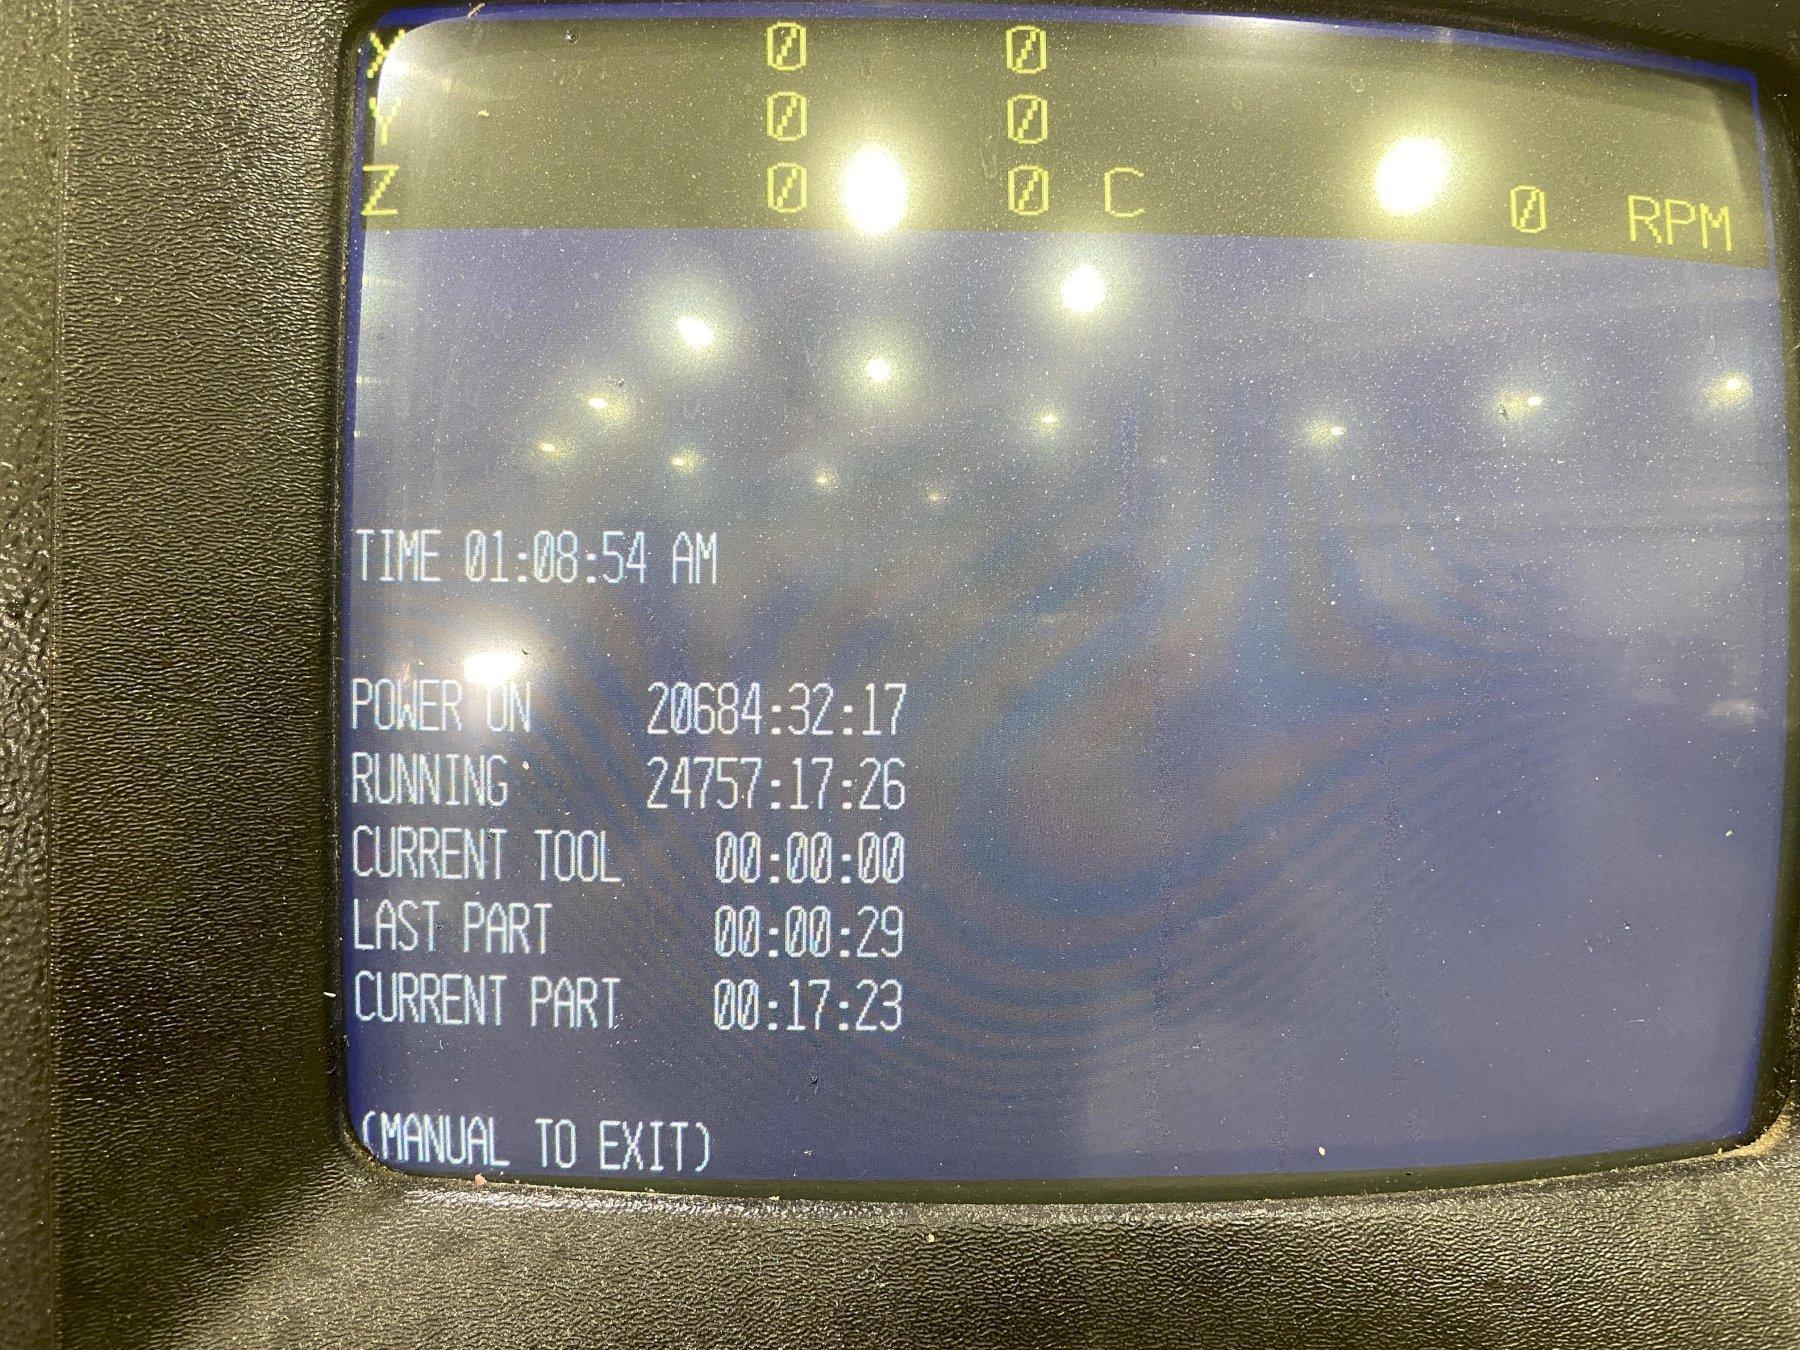 X 0 0
Y 0 0
Z 0 0 C 0 RPM
TIME 01:08:54 AM
POWER ON 20684:32:17
RUNNING 24757:17:26
CURRENT TOOL 00:00:00
LAST PART 00:00:29
CURRENT PART 00:17:23
(MANUAL TO EXIT)